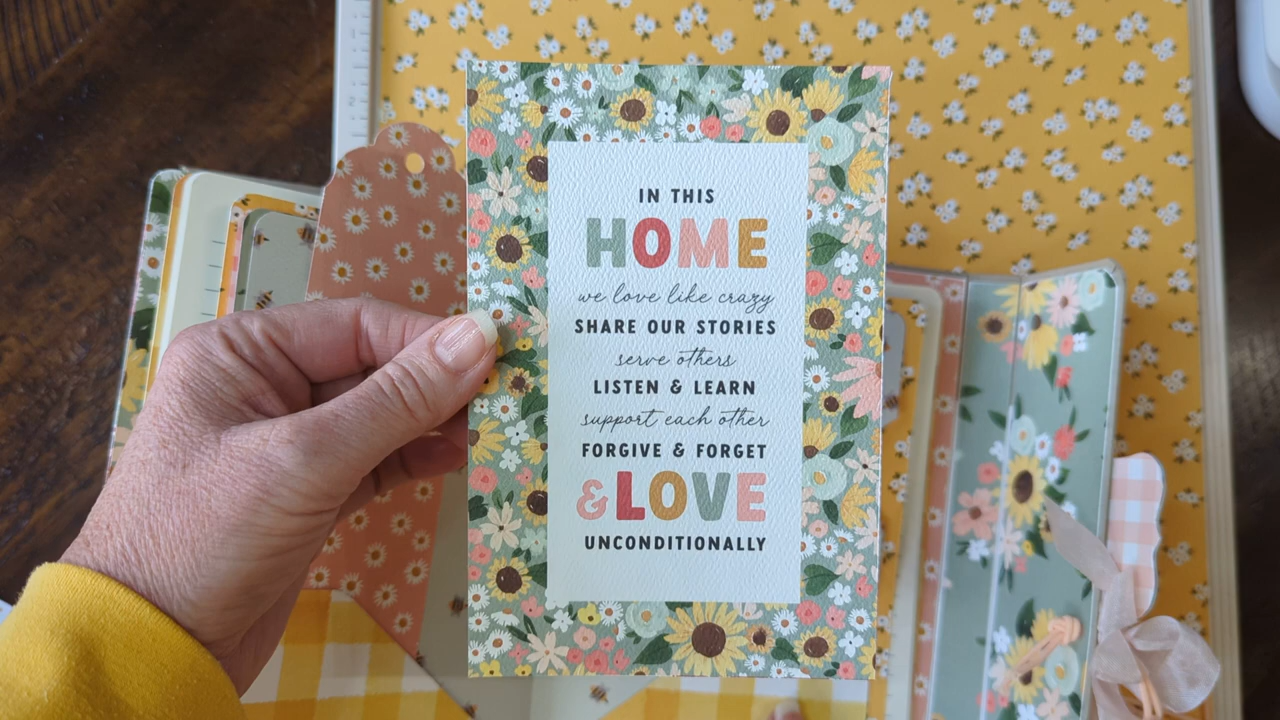 IN THIS
HOME
we love like crazy
SHARE OUR STORIES
serve others
LISTEN & LEARN
support each other
FORGIVE & FORGET
& LOVE
UNCONDITIONALLY